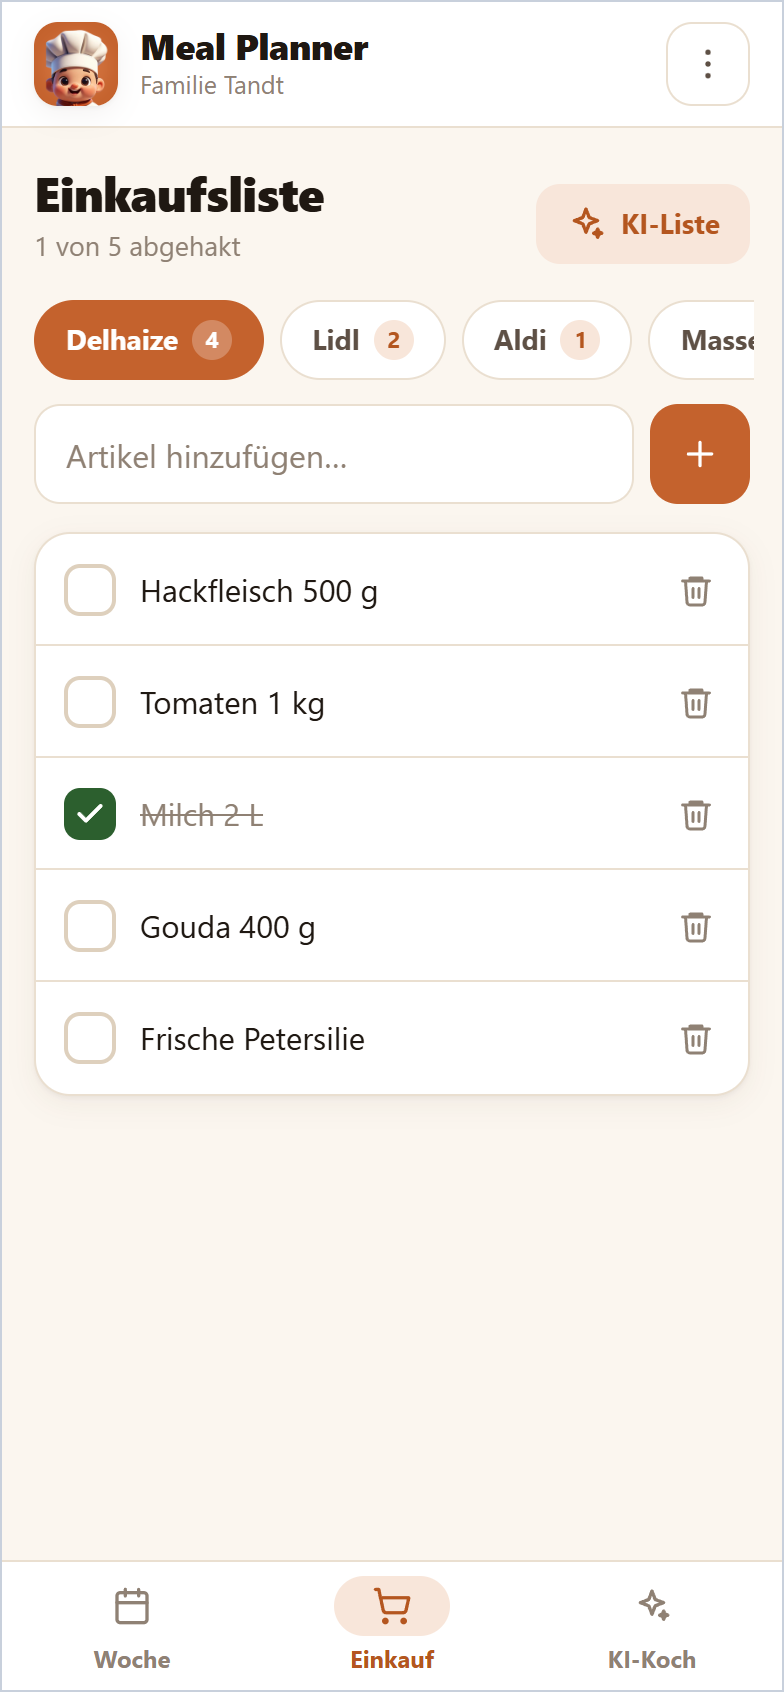 Meal Planner
Familie Tandt
Einkaufsliste
1 von 5 abgehakt
KI-Liste
Delhaize 4
Lidl 2
Aldi 1
Masse
Artikel hinzufügen...
Hackfleisch 500 g
Tomaten 1 kg
Milch 2 L
Gouda 400 g
Frische Petersilie
Woche
Einkauf
KI-Koch